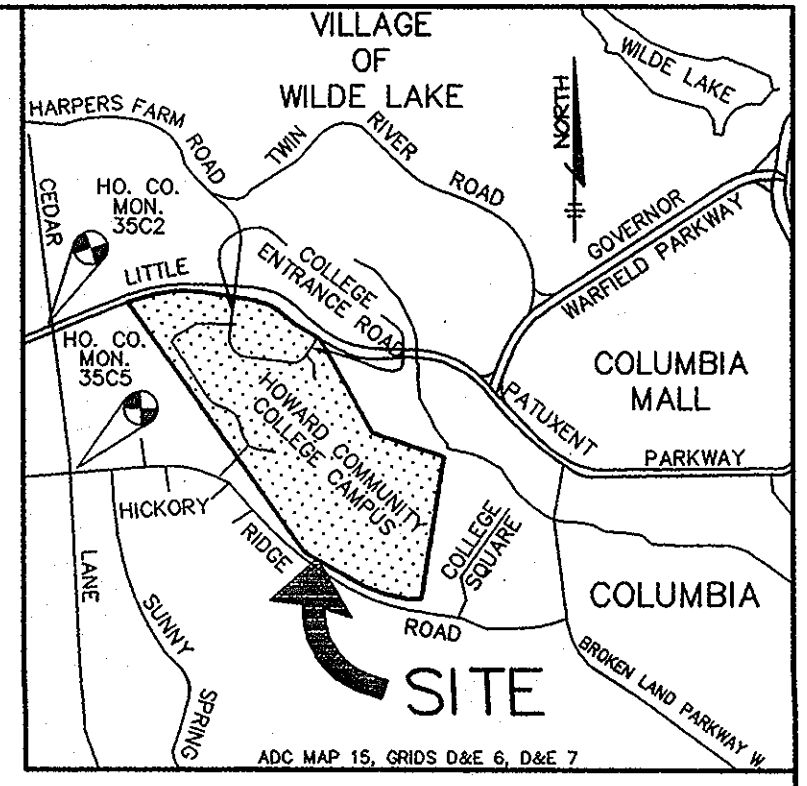 VILLAGE
OF
WILDE LAKE
WILDE LAKE
HARPERS FARM ROAD
TWIN RIVER ROAD
NORTH
CEDAR
HO. CO.
MON.
35C2
GOVERNOR
WARFIELD PARKWAY
LITTLE
COLLEGE
ENTRANCE ROAD
HO. CO.
MON.
35C5
COLUMBIA
MALL
HOWARD COMMUNITY
COLLEGE CAMPUS
PATUXENT
PARKWAY
HICKORY
RIDGE
COLLEGE
SQUARE
LANE
SUNNY
SPRING
ROAD
COLUMBIA
BROKEN LAND PARKWAY W.
SITE
ADC MAP 15, GRIDS D&E 6, D&E 7